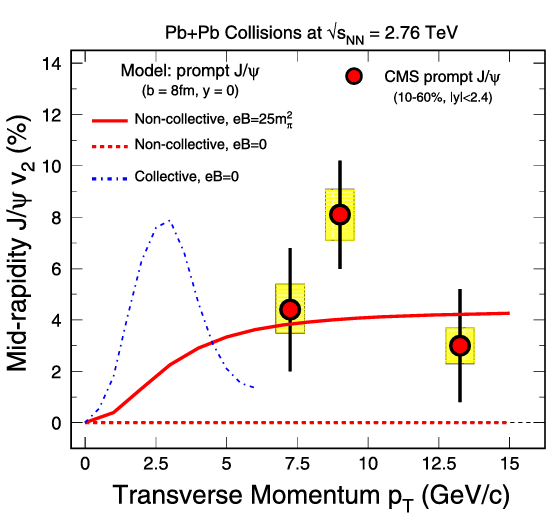 Pb+Pb Collisions at √sNN = 2.76 TeV
Model: prompt J/ψ
(b = 8fm, y = 0)
CMS prompt J/ψ
(10-60%, |y|<2.4)
Non-collective, eB=25m²π
Non-collective, eB=0
Collective, eB=0
Mid-rapidity J/ψ v2 (%)
14
12
10
8
6
4
2
0
0 2.5 5 7.5 10 12.5 15
Transverse Momentum pT (GeV/c)